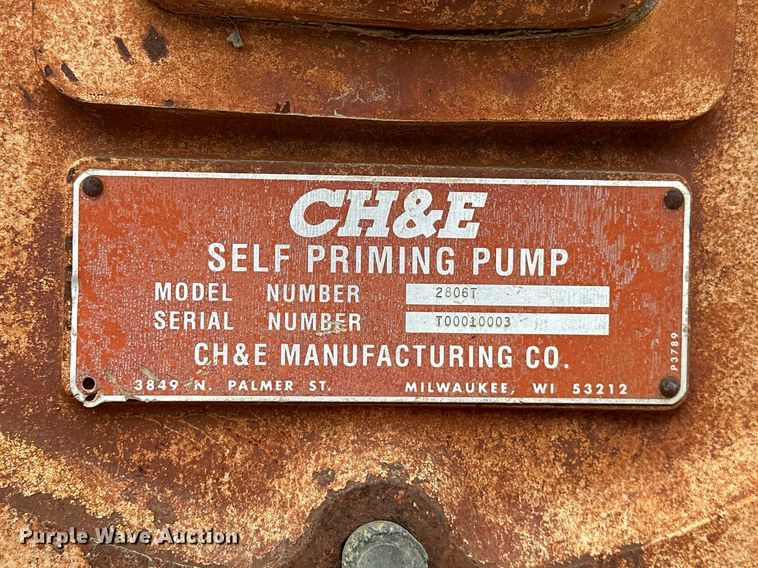 CH&E
SELF PRIMING PUMP
MODEL NUMBER 2806T
SERIAL NUMBER T00010003
CH&E MANUFACTURING CO.
3849 N. PALMER ST. MILWAUKEE, WI 53212
P3789
Purple Wave Auction